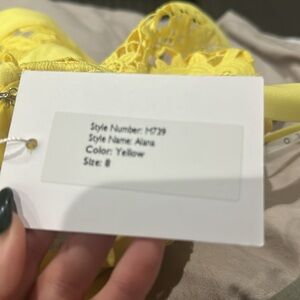 Style Number: M739
Style Name: Alana
Color: Yellow
Size: 8